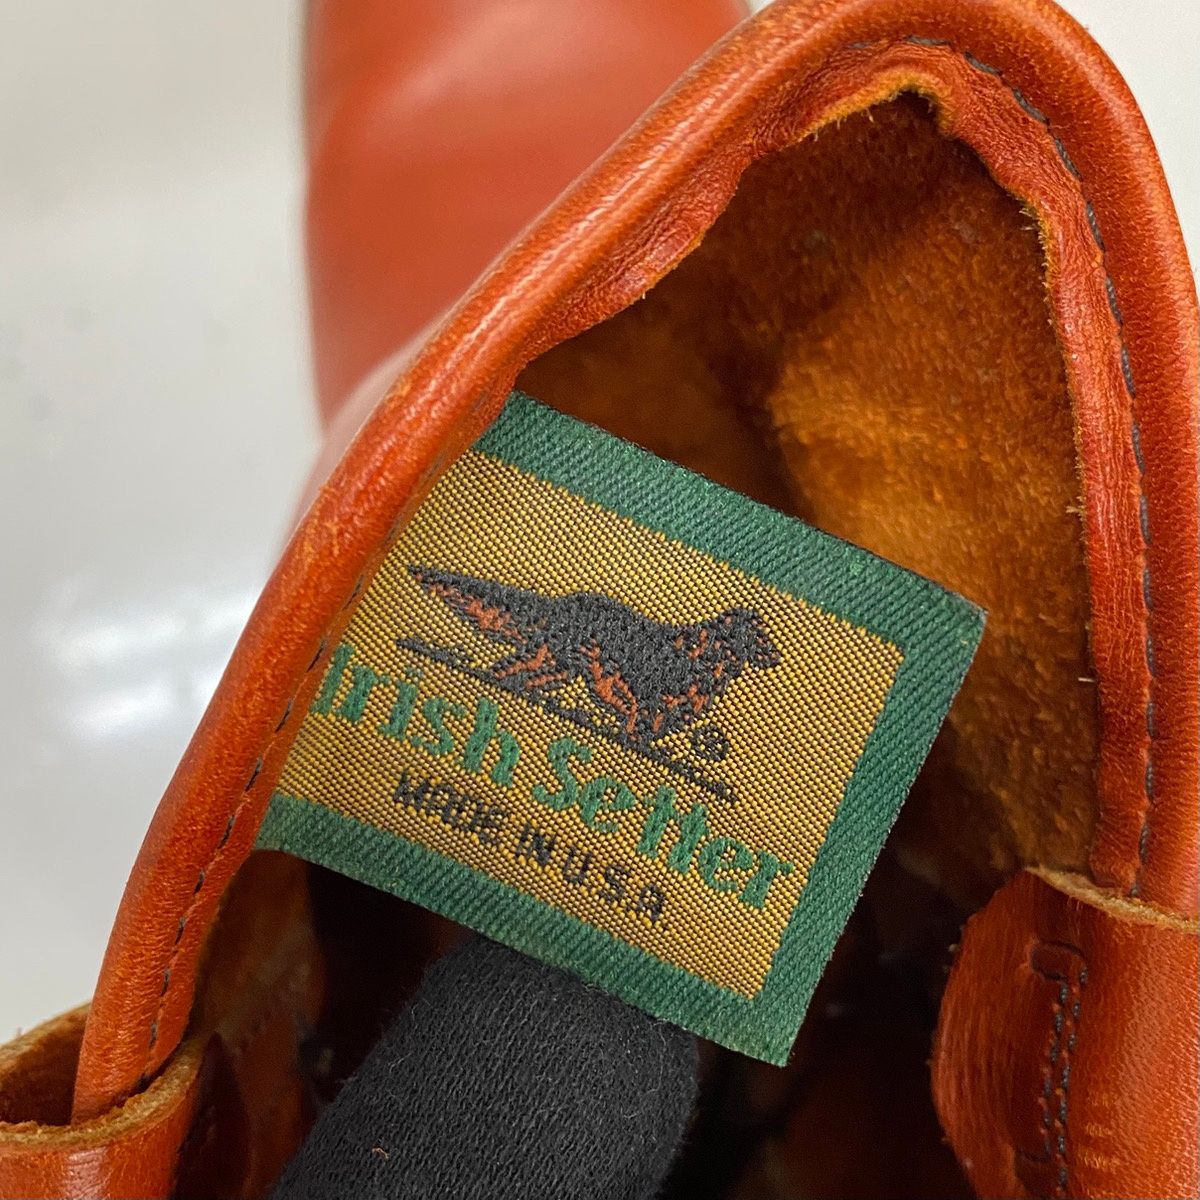 Irish Setter
MADE IN U.S.A
®